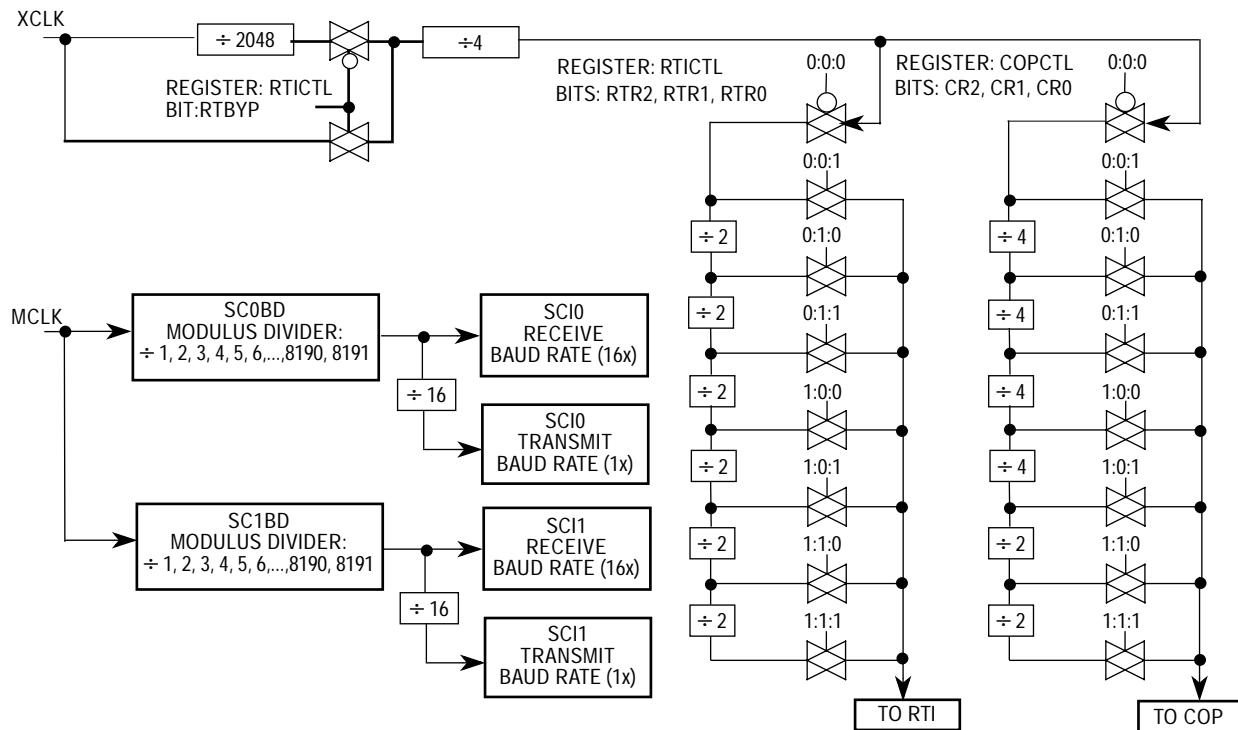 XCLK
÷ 2048
÷4
REGISTER: RTICTL
BIT:RTBYP
REGISTER: RTICTL
BITS: RTR2, RTR1, RTR0
0:0:0
REGISTER: COPCTL
BITS: CR2, CR1, CR0
0:0:0
0:0:1
÷ 2
0:1:0
÷ 2
0:1:1
÷ 2
1:0:0
÷ 2
1:0:1
÷ 2
1:1:0
÷ 2
1:1:1
TO RTI
0:0:1
÷ 4
0:1:0
÷ 4
0:1:1
÷ 4
1:0:0
÷ 4
1:0:1
÷ 2
1:1:0
÷ 2
1:1:1
TO COP
MCLK
SC0BD
MODULUS DIVIDER:
÷ 1, 2, 3, 4, 5, 6,...,8190, 8191
SCI0
RECEIVE
BAUD RATE (16x)
÷ 16
SCI0
TRANSMIT
BAUD RATE (1x)
SC1BD
MODULUS DIVIDER:
÷ 1, 2, 3, 4, 5, 6,...,8190, 8191
SCI1
RECEIVE
BAUD RATE (16x)
÷ 16
SCI1
TRANSMIT
BAUD RATE (1x)